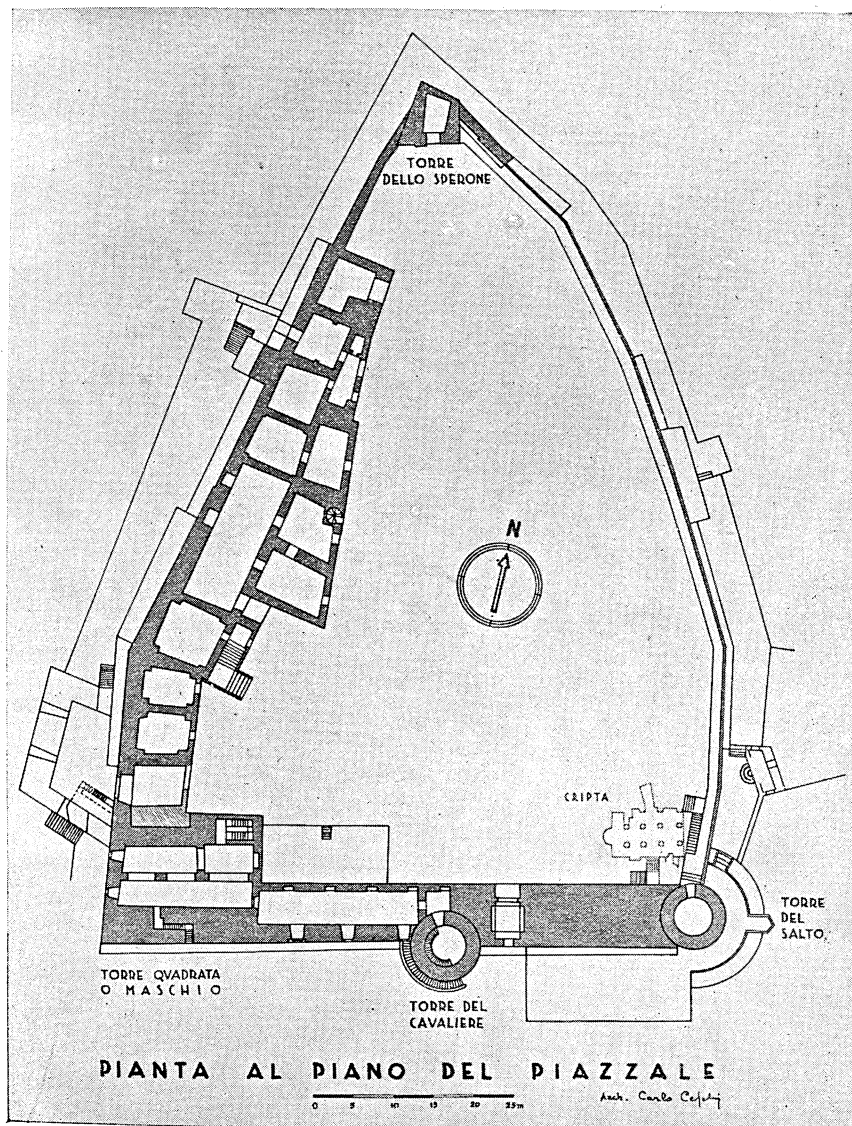 TORRE
DELLO SPERONE
N
CRIPTA
TORRE
DEL
SALTO
TORRE QUADRATA
O MASCHIO
TORRE DEL
CAVALIERE
PIANTA AL PIANO DEL PIAZZALE
0 5 10 15 20 25m
Arch. Carlo